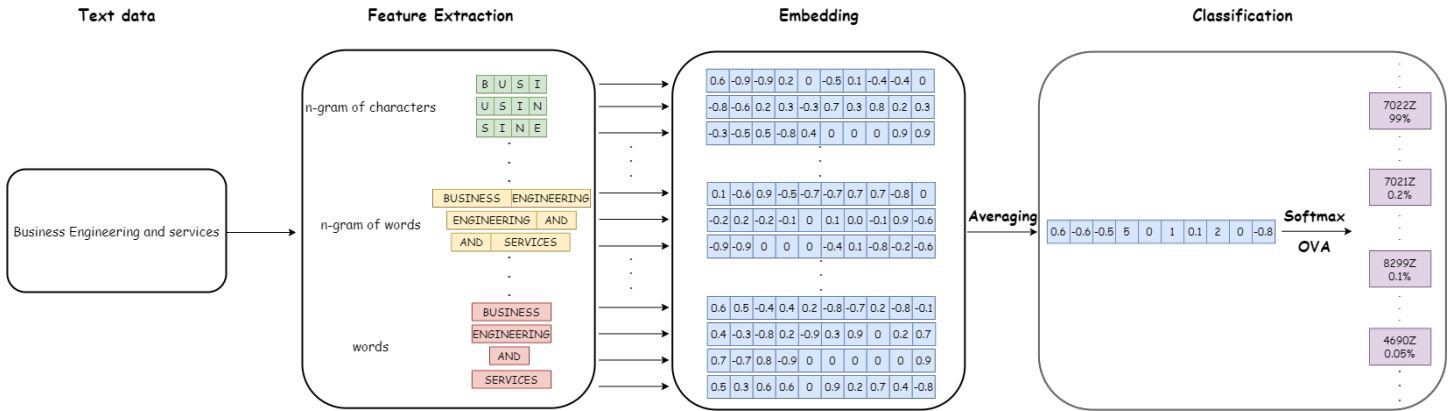 Text data
Feature Extraction
Embedding
Classification
Business Engineering and services
n-gram of characters
B U S I
U S I N
S I N E
n-gram of words
BUSINESS ENGINEERING
ENGINEERING AND
AND SERVICES
words
BUSINESS
ENGINEERING
AND
SERVICES
0.6 -0.9 -0.9 0.2 0 -0.5 0.1 -0.4 -0.4 0
-0.8 -0.6 0.2 0.3 -0.3 0.7 0.3 0.8 0.2 0.3
-0.3 -0.5 0.5 -0.8 0.4 0 0 0 0.9 0.9
0.1 -0.6 0.9 -0.5 -0.7 -0.7 0.7 0.7 -0.8 0
-0.2 0.2 -0.2 -0.1 0 0.1 0.0 -0.1 0.9 -0.6
-0.9 -0.9 0 0 0 -0.4 0.1 -0.8 -0.2 -0.6
0.6 0.5 -0.4 0.4 0.2 -0.8 -0.7 0.2 -0.8 -0.1
0.4 -0.3 -0.8 0.2 -0.9 0.3 0.9 0 0.2 0.7
0.7 -0.7 0.8 -0.9 0 0 0 0 0 0.9
0.5 0.3 0.6 0.6 0 0.9 0.2 0.7 0.4 -0.8
Averaging
0.6 -0.6 -0.5 5 0 1 0.1 2 0 -0.8
Softmax
OVA
7022Z
99%
7021Z
0.2%
8299Z
0.1%
4690Z
0.05%